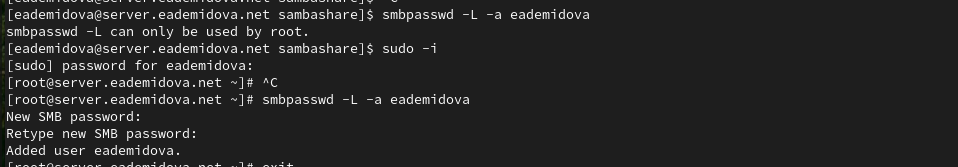 [eademidova@server.eademidova.net sambashare]$ smbpasswd -L -a eademidova
smbpasswd -L can only be used by root.
[eademidova@server.eademidova.net sambashare]$ sudo -i
[sudo] password for eademidova:
[root@server.eademidova.net ~]# ^C
[root@server.eademidova.net ~]# smbpasswd -L -a eademidova
New SMB password:
Retype new SMB password:
Added user eademidova.
[root@server.eademidova.net ~]# exit